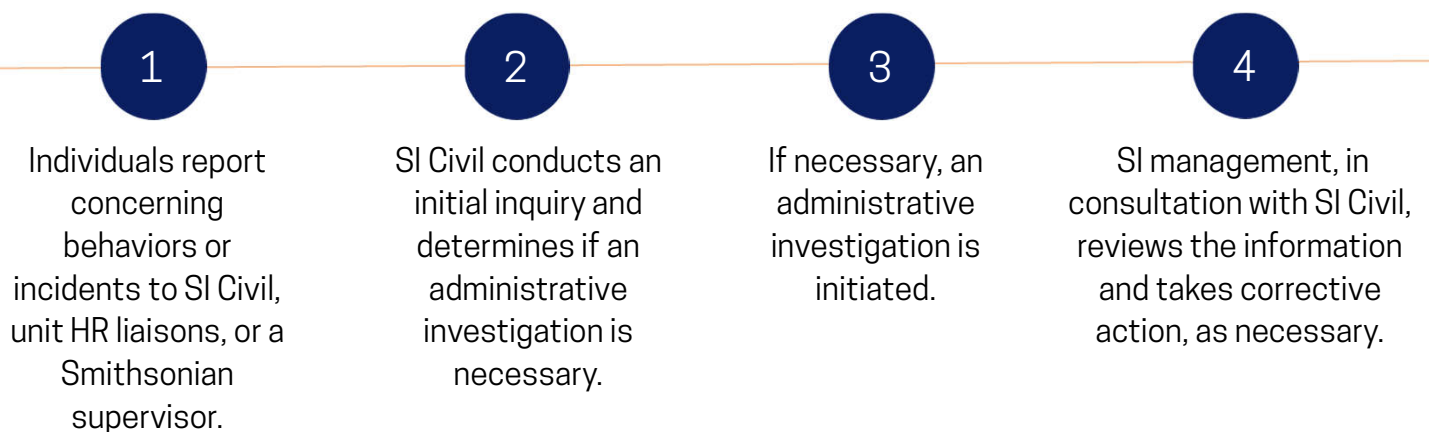 1
Individuals report
concerning
behaviors or
incidents to SI Civil,
unit HR liaisons, or a
Smithsonian
supervisor.
2
SI Civil conducts an
initial inquiry and
determines if an
administrative
investigation is
necessary.
3
If necessary, an
administrative
investigation is
initiated.
4
SI management, in
consultation with SI Civil,
reviews the information
and takes corrective
action, as necessary.